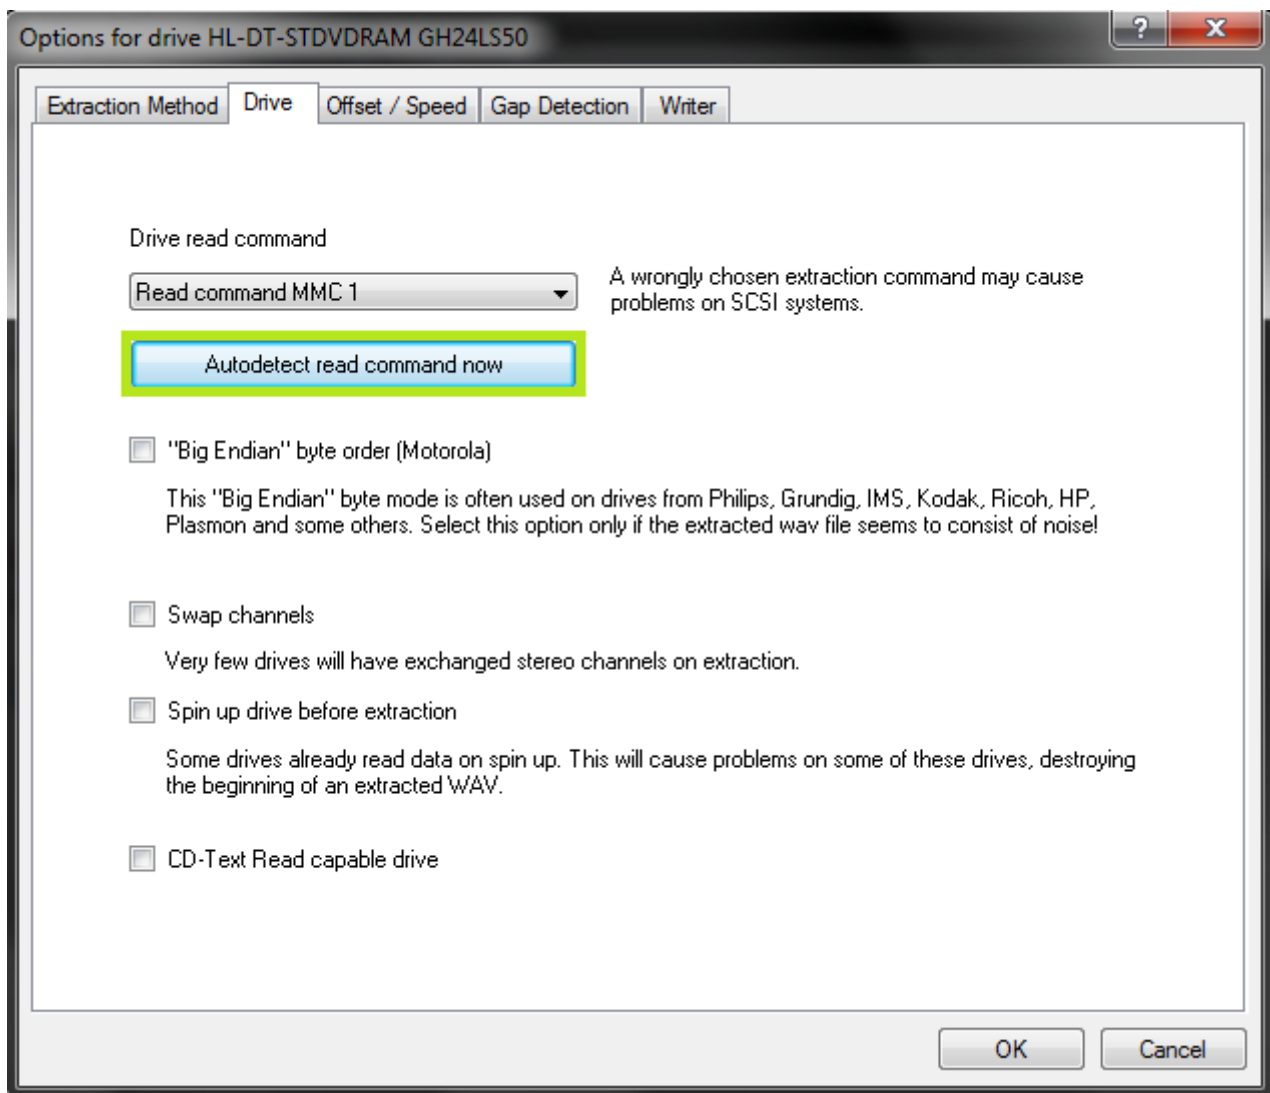 Options for drive HL-DT-STDVDRAM GH24LS50
? X
Extraction Method Drive Offset / Speed Gap Detection Writer
Drive read command
Read command MMC 1
A wrongly chosen extraction command may cause
problems on SCSI systems.
Autodetect read command now
"Big Endian" byte order (Motorola)
This "Big Endian" byte mode is often used on drives from Philips, Grundig, IMS, Kodak, Ricoh, HP,
Plasmon and some others. Select this option only if the extracted wav file seems to consist of noise!
Swap channels
Very few drives will have exchanged stereo channels on extraction.
Spin up drive before extraction
Some drives already read data on spin up. This will cause problems on some of these drives, destroying
the beginning of an extracted WAV.
CD-Text Read capable drive
OK Cancel